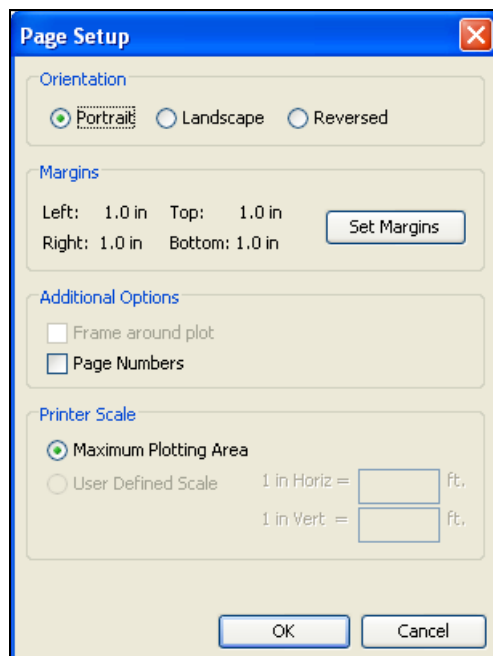 Page Setup
Orientation
Portrait Landscape Reversed
Margins
Left: 1.0 in Top: 1.0 in
Right: 1.0 in Bottom: 1.0 in
Set Margins
Additional Options
Frame around plot
Page Numbers
Printer Scale
Maximum Plotting Area
User Defined Scale 1 in Horiz = ft.
1 in Vert = ft.
OK Cancel